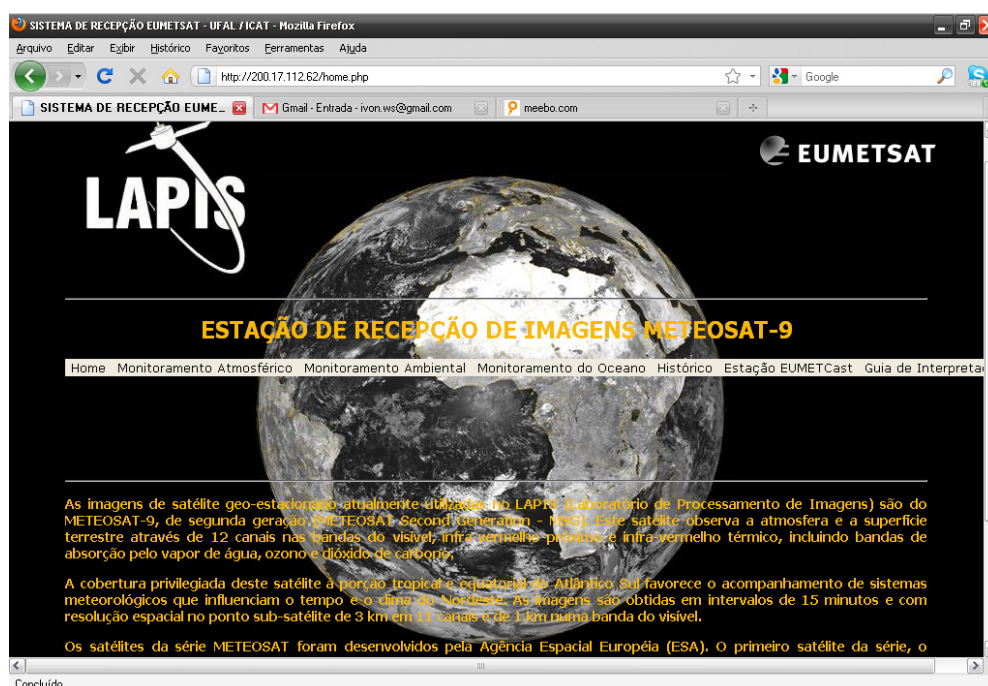 SISTEMA DE RECEPÇÃO EUMETSAT - UFAL / ICAT - Mozilla Firefox
Arquivo Editar Exibir Histórico Favoritos Ferramentas Ajuda
http://200.17.112.62/home.php
Google
SISTEMA DE RECEPÇÃO EUME...
Gmail - Entrada - ivon.ws@gmail.com
meebo.com
LAPIS
EUMETSAT
ESTAÇÃO DE RECEPÇÃO DE IMAGENS METEOSAT-9
Home Monitoramento Atmosférico Monitoramento Ambiental Monitoramento do Oceano Histórico Estação EUMETCast Guia de Interpreta
As imagens de satélite geo-estacionário atualmente utilizadas no LAPIS (Laboratório de Processamento de Imagens) são do
METEOSAT-9, de segunda geração (METEOSAT Second Generation - MSG). Este satélite observa a atmosfera e a superfície
terrestre através de 12 canais nas bandas do visível, infra-vermelho próximo e infra-vermelho térmico, incluindo bandas de
absorção pelo vapor de água, ozono e dióxido de carbono;
A cobertura privilegiada deste satélite à porção tropical e equatorial do Atlântico Sul favorece o acompanhamento de sistemas
meteorológicos que influenciam o tempo e o clima do Nordeste. As imagens são obtidas em intervalos de 15 minutos e com
resolução espacial no ponto sub-satélite de 3 km em 11 canais e de 1 km numa banda do visível.
Os satélites da série METEOSAT foram desenvolvidos pela Agência Espacial Européia (ESA). O primeiro satélite da série, o
Concluído